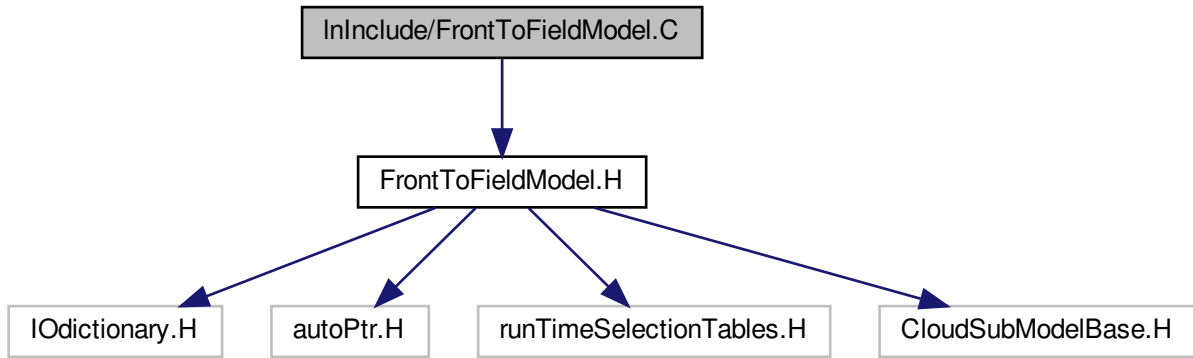 lnInclude/FrontToFieldModel.C
FrontToFieldModel.H
IOdictionary.H
autoPtr.H
runTimeSelectionTables.H
CloudSubModelBase.H